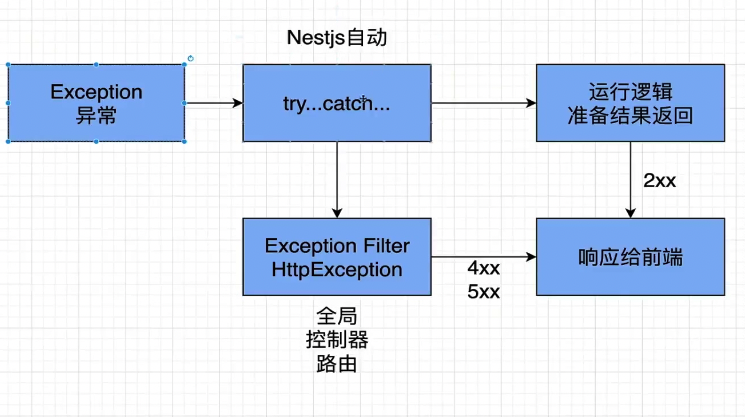 Nestjs自动
Exception
异常
try...catch...
运行逻辑
准备结果返回
2xx
Exception Filter
HttpException
4xx
5xx
响应给前端
全局
控制器
路由